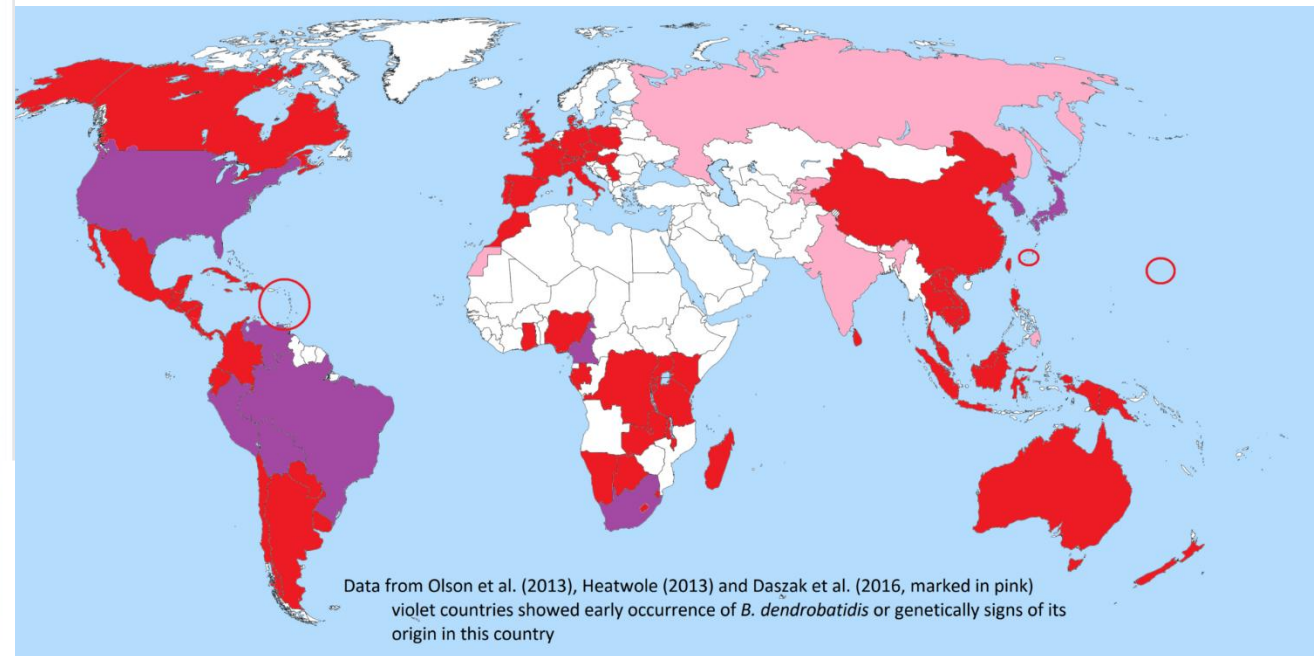 Data from Olson et al. (2013), Heatwole (2013) and Daszak et al. (2016, marked in pink)
violet countries showed early occurrence of B. dendrobatidis or genetically signs of its
origin in this country